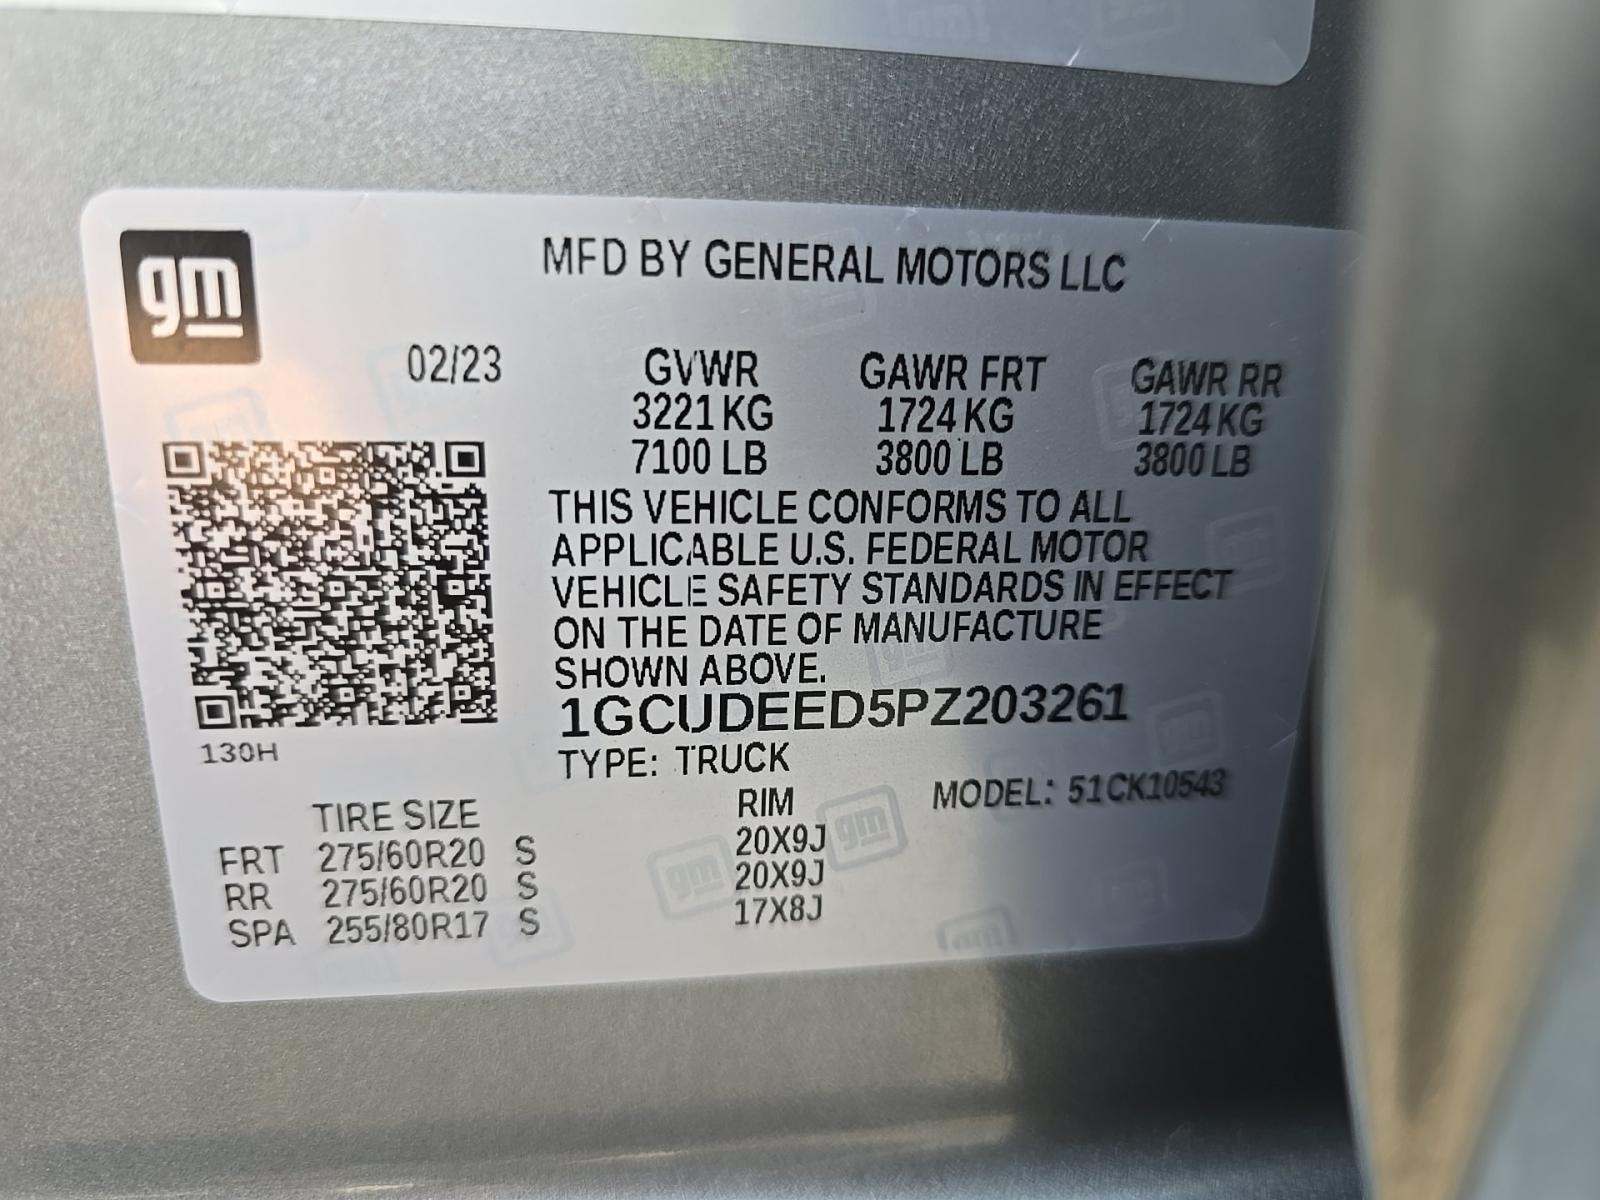 gm
MFD BY GENERAL MOTORS LLC
02/23 GVWR GAWR FRT GAWR RR
3221 KG 1724 KG 1724 KG
7100 LB 3800 LB 3800 LB
THIS VEHICLE CONFORMS TO ALL
APPLICABLE U.S. FEDERAL MOTOR
VEHICLE SAFETY STANDARDS IN EFFECT
ON THE DATE OF MANUFACTURE
SHOWN ABOVE.
1GCUDEED5PZ203261
130H
TYPE: TRUCK
MODEL: 51CK10543
TIRE SIZE RIM
FRT 275/60R20 S 20X9J
RR 275/60R20 S 20X9J
SPA 255/80R17 S 17X8J